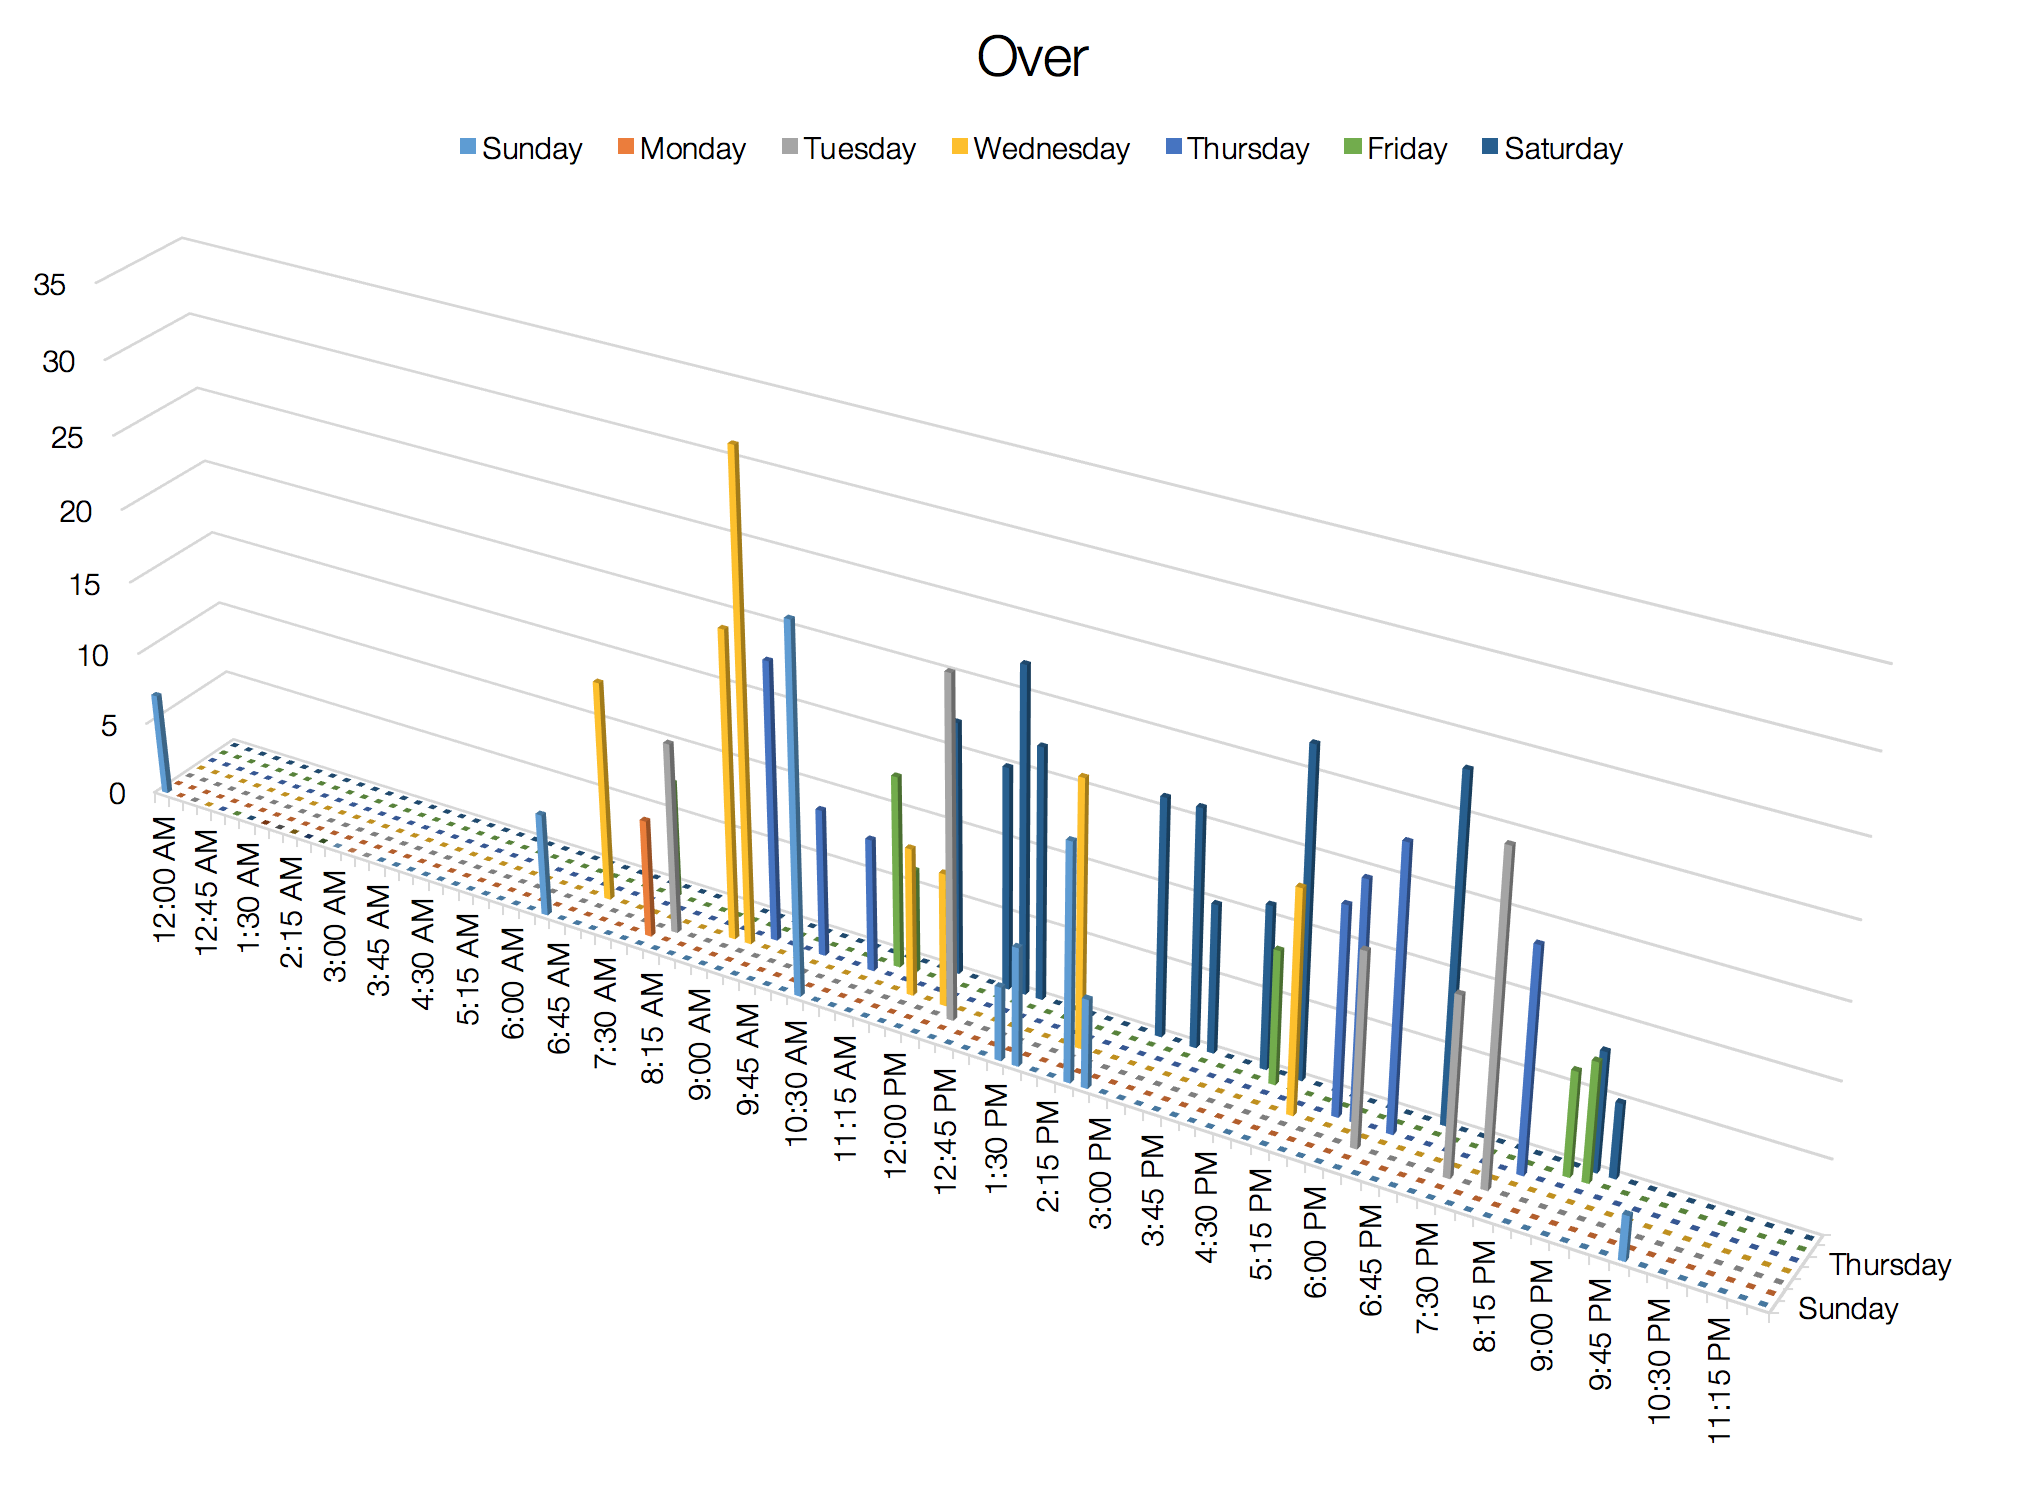 Over
Sunday Monday Tuesday Wednesday Thursday Friday Saturday
35
30
25
20
15
10
5
0
12:00 AM
12:45 AM
1:30 AM
2:15 AM
3:00 AM
3:45 AM
4:30 AM
5:15 AM
6:00 AM
6:45 AM
7:30 AM
8:15 AM
9:00 AM
9:45 AM
10:30 AM
11:15 AM
12:00 PM
12:45 PM
1:30 PM
2:15 PM
3:00 PM
3:45 PM
4:30 PM
5:15 PM
6:00 PM
6:45 PM
7:30 PM
8:15 PM
9:00 PM
9:45 PM
10:30 PM
11:15 PM
Thursday
Sunday